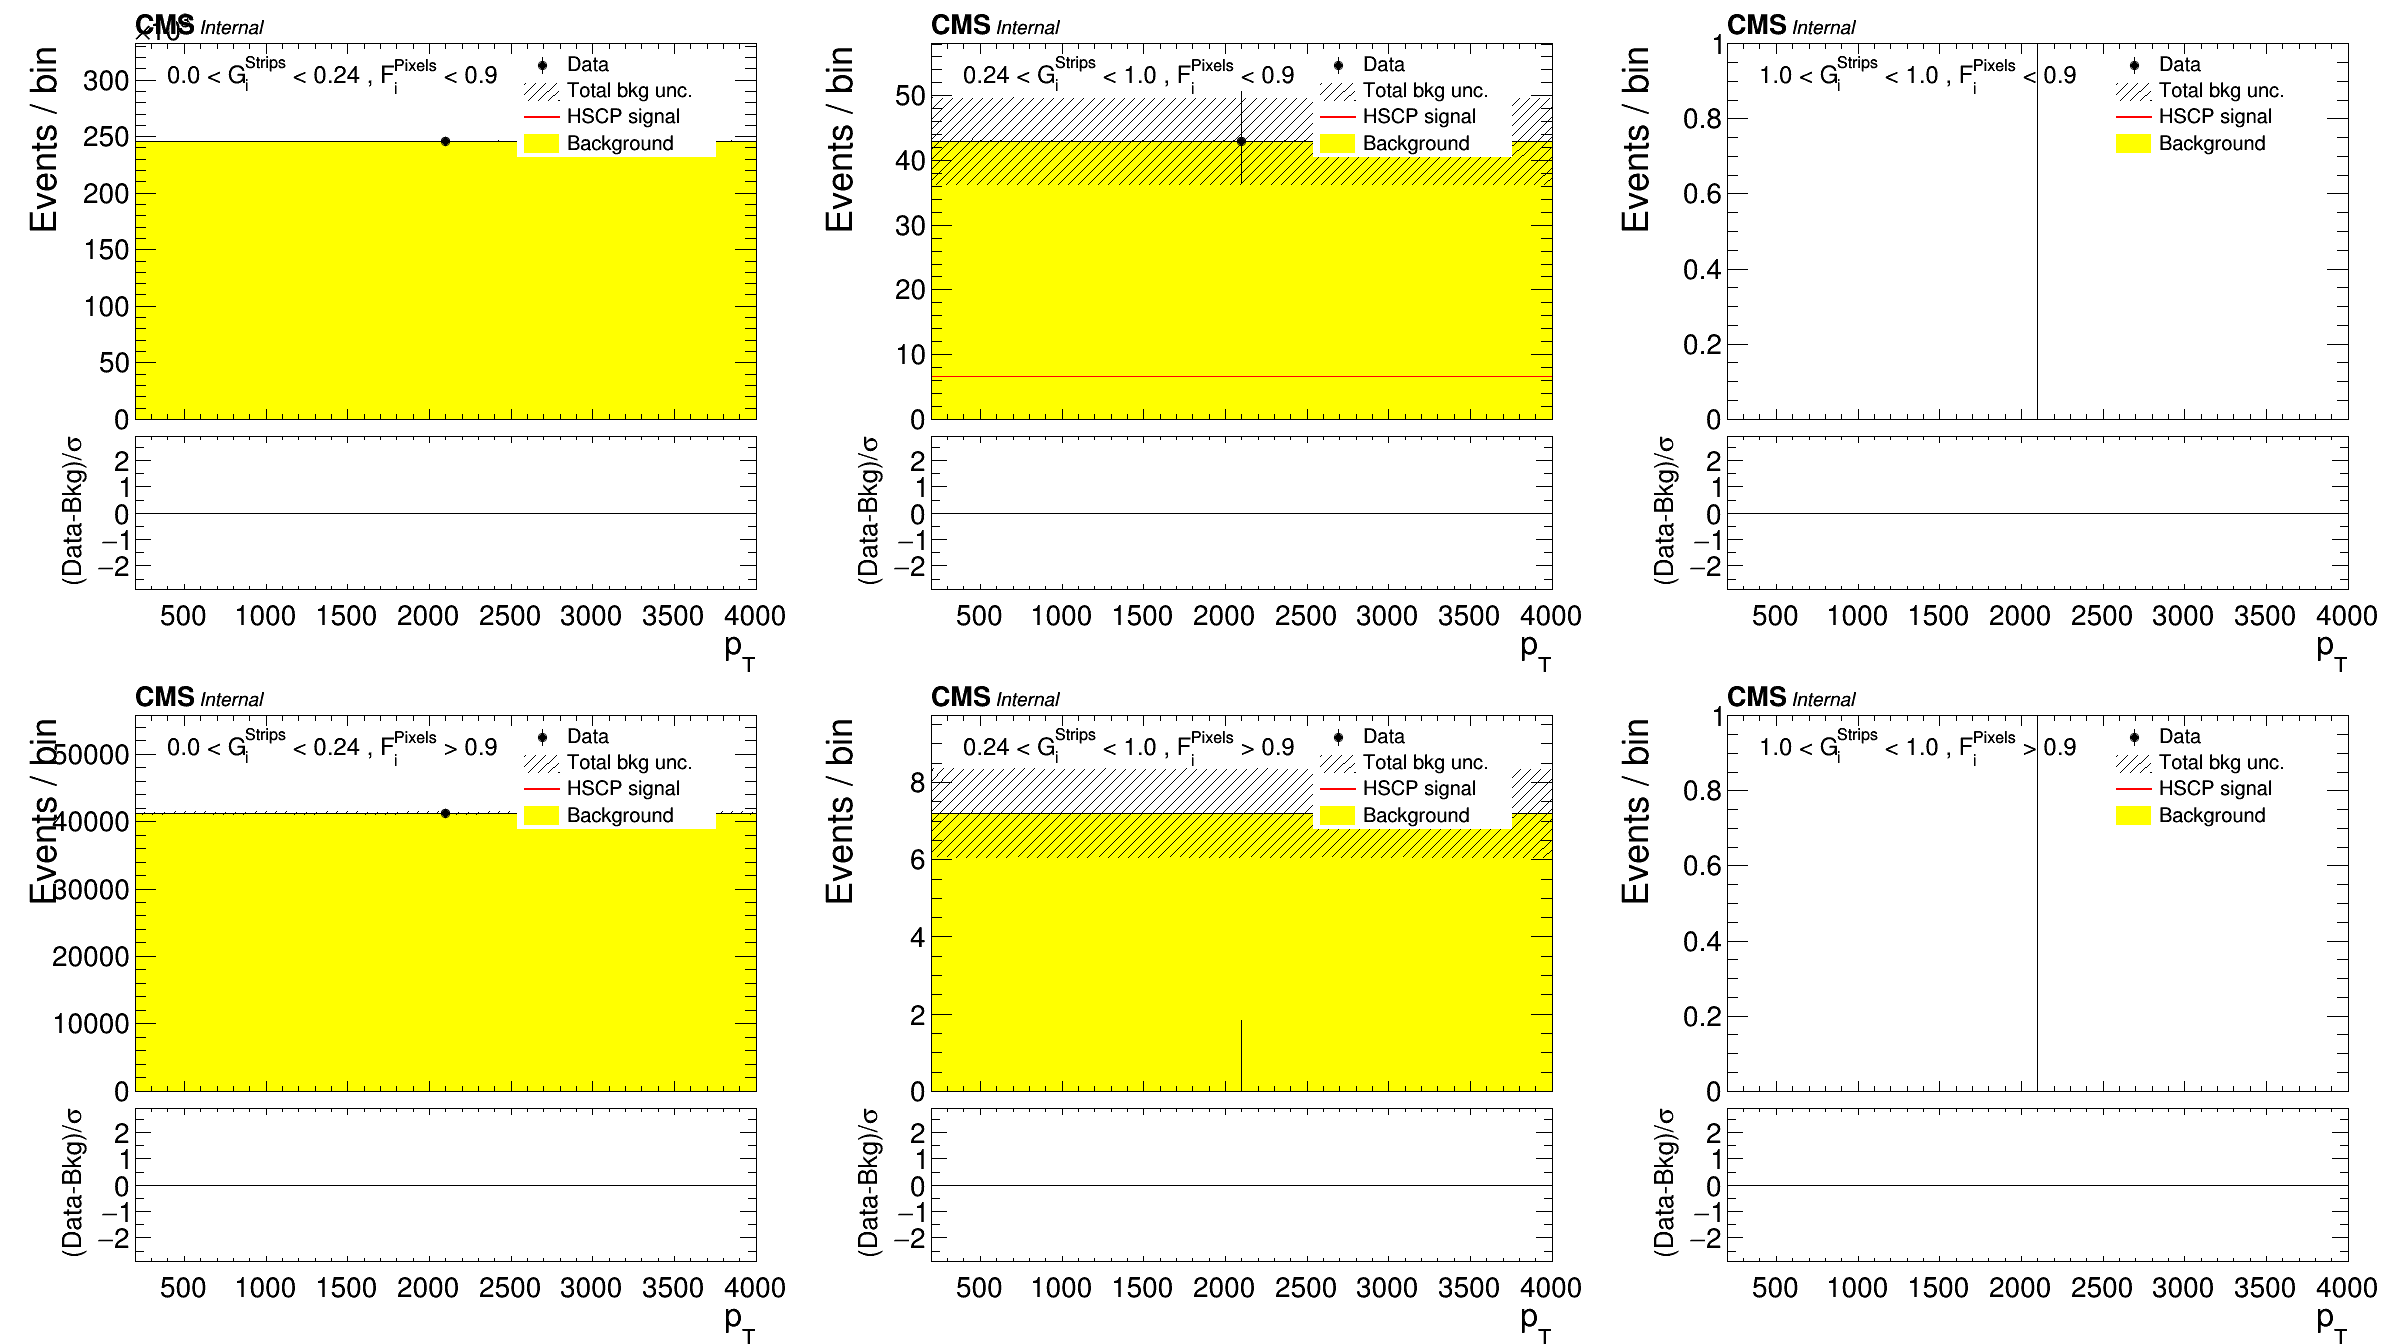 CMS Internal
×10³
Events / bin
0.0 < G_i^Strips < 0.24 , F_i^Pixels < 0.9
Data
Total bkg unc.
HSCP signal
Background
300
250
200
150
100
50
0
(Data-Bkg)/σ
2
1
0
−1
−2
500 1000 1500 2000 2500 3000 3500 4000
p_T
CMS Internal
Events / bin
0.24 < G_i^Strips < 1.0 , F_i^Pixels < 0.9
Data
Total bkg unc.
HSCP signal
Background
50
40
30
20
10
0
(Data-Bkg)/σ
2
1
0
−1
−2
500 1000 1500 2000 2500 3000 3500 4000
p_T
CMS Internal
Events / bin
1.0 < G_i^Strips < 1.0 , F_i^Pixels < 0.9
Data
Total bkg unc.
HSCP signal
Background
1
0.8
0.6
0.4
0.2
0
(Data-Bkg)/σ
2
1
0
−1
−2
500 1000 1500 2000 2500 3000 3500 4000
p_T
CMS Internal
Events / bin
0.0 < G_i^Strips < 0.24 , F_i^Pixels > 0.9
Data
Total bkg unc.
HSCP signal
Background
50000
40000
30000
20000
10000
0
(Data-Bkg)/σ
2
1
0
−1
−2
500 1000 1500 2000 2500 3000 3500 4000
p_T
CMS Internal
Events / bin
0.24 < G_i^Strips < 1.0 , F_i^Pixels > 0.9
Data
Total bkg unc.
HSCP signal
Background
8
6
4
2
0
(Data-Bkg)/σ
2
1
0
−1
−2
500 1000 1500 2000 2500 3000 3500 4000
p_T
CMS Internal
Events / bin
1.0 < G_i^Strips < 1.0 , F_i^Pixels > 0.9
Data
Total bkg unc.
HSCP signal
Background
1
0.8
0.6
0.4
0.2
0
(Data-Bkg)/σ
2
1
0
−1
−2
500 1000 1500 2000 2500 3000 3500 4000
p_T